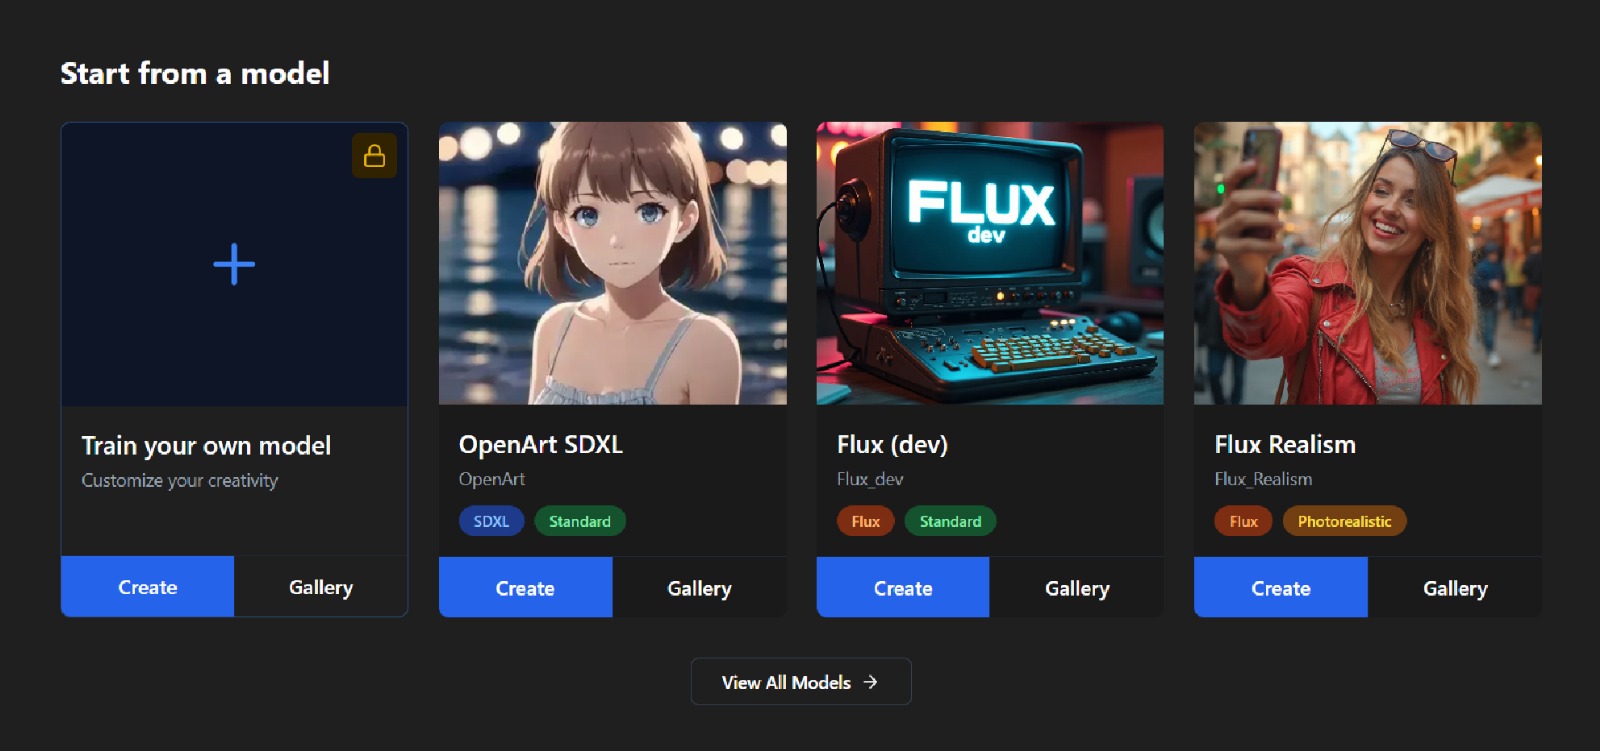 Start from a model
Train your own model
Customize your creativity
Create
Gallery
FLUX
dev
OpenArt SDXL
OpenArt
SDXL
Standard
Create
Gallery
Flux (dev)
Flux_dev
Flux
Standard
Create
Gallery
Flux Realism
Flux_Realism
Flux
Photorealistic
Create
Gallery
View All Models →